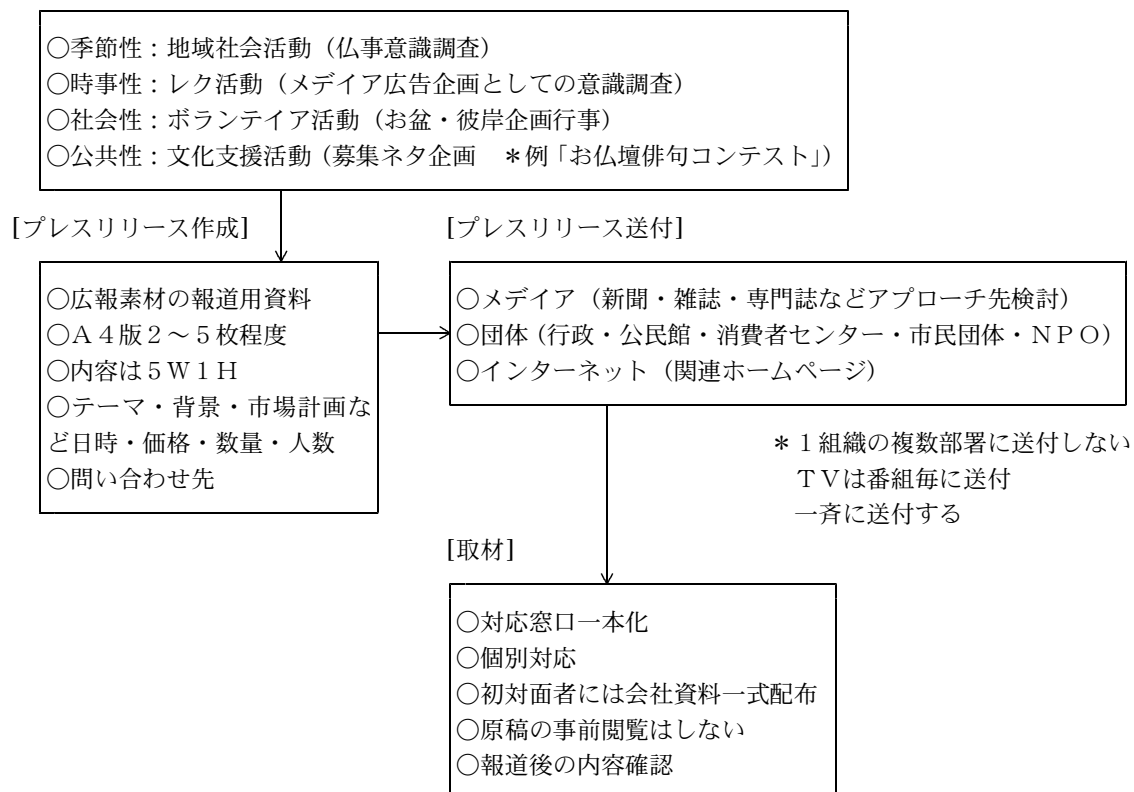 ○季節性：地域社会活動（仏事意識調査）
○時事性：レク活動（メデイア広告企画としての意識調査）
○社会性：ボランテイア活動（お盆・彼岸企画行事）
○公共性：文化支援活動（募集ネタ企画　＊例「お仏壇俳句コンテスト」）
[プレスリリース作成]
○広報素材の報道用資料
○Ａ４版２～５枚程度
○内容は５Ｗ１Ｈ
○テーマ・背景・市場計画な
ど日時・価格・数量・人数
○問い合わせ先
[プレスリリース送付]
○メデイア（新聞・雑誌・専門誌などアプローチ先検討）
○団体（行政・公民館・消費者センター・市民団体・ＮＰＯ）
○インターネット（関連ホームページ）
＊１組織の複数部署に送付しない
ＴＶは番組毎に送付
一斉に送付する
[取材]
○対応窓口一本化
○個別対応
○初対面者には会社資料一式配布
○原稿の事前閲覧はしない
○報道後の内容確認